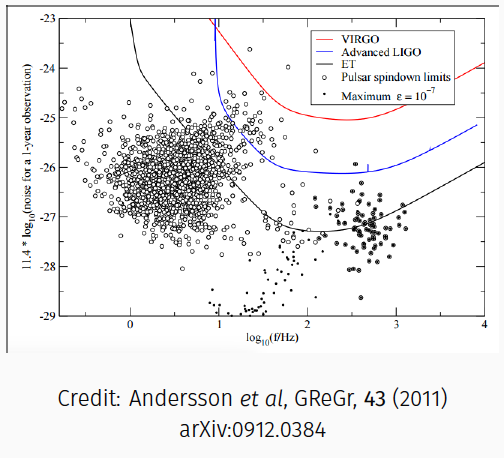 -23
-24
-25
-26
-27
-28
-29
11.4 * log10(noise for a 1-year observation)
VIRGO
Advanced LIGO
ET
Pulsar spindown limits
Maximum ε = 10⁻⁷
0 1 2 3 4
log10(f/Hz)
Credit: Andersson et al, GReGr, 43 (2011)
arXiv:0912.0384